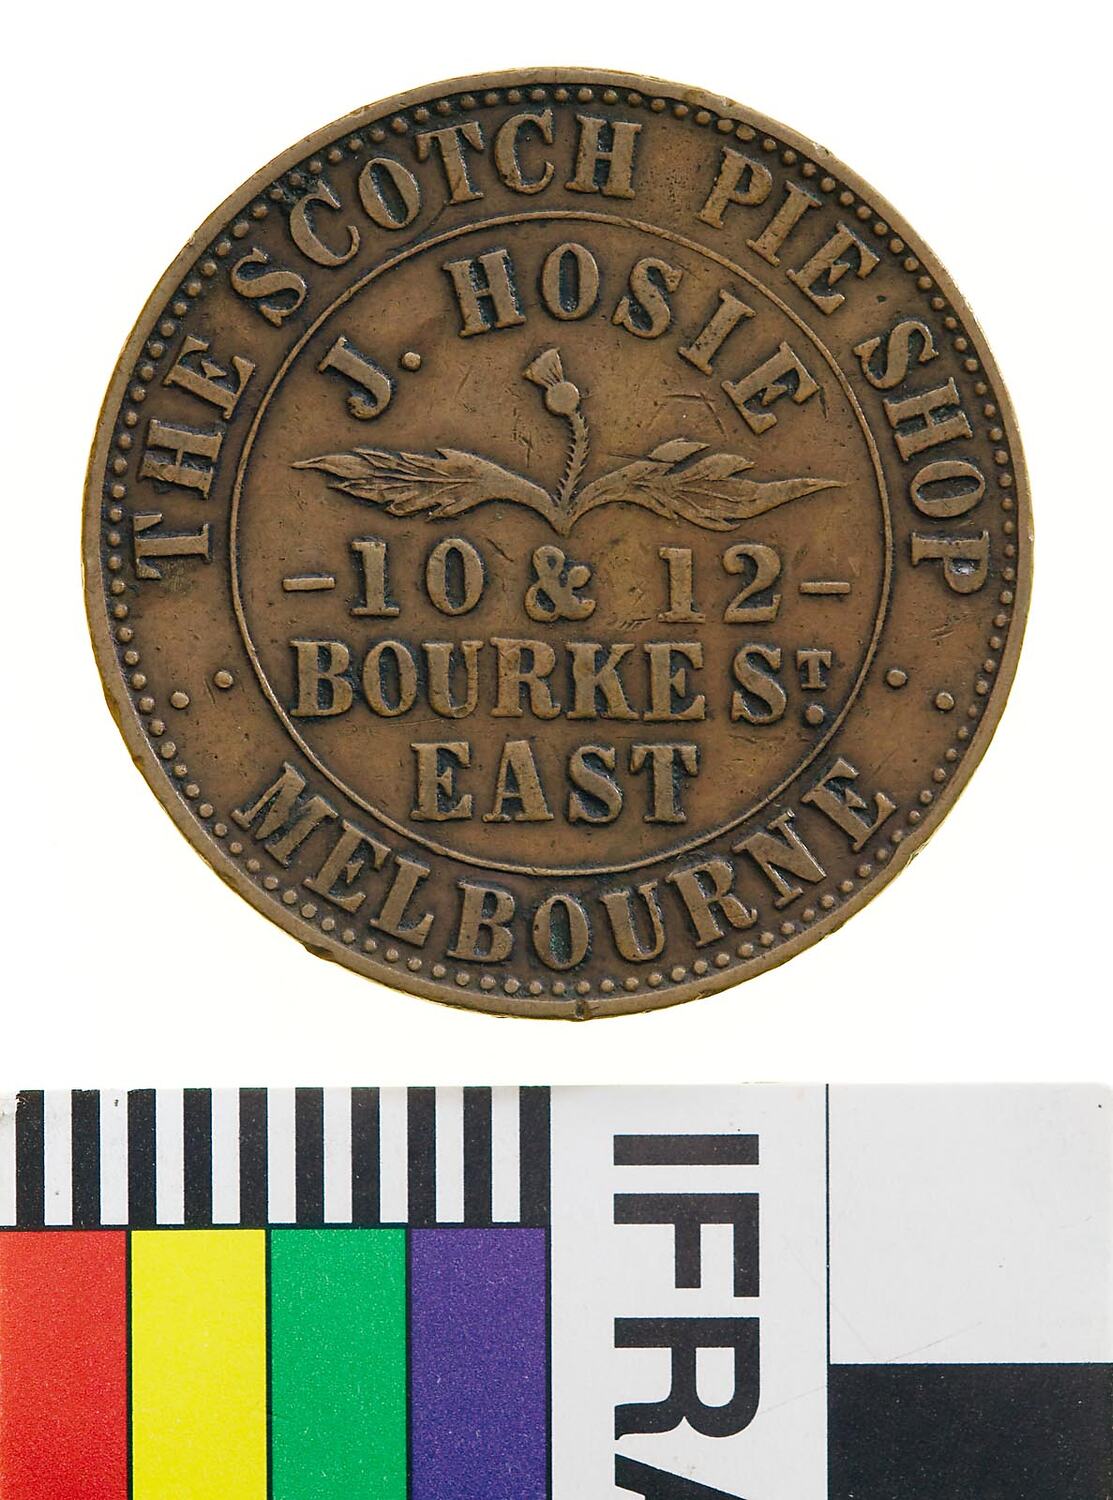 THE SCOTCH PIE SHOP
J. HOSIE
-10 & 12-
BOURKE ST.
EAST
MELBOURNE
IFRA